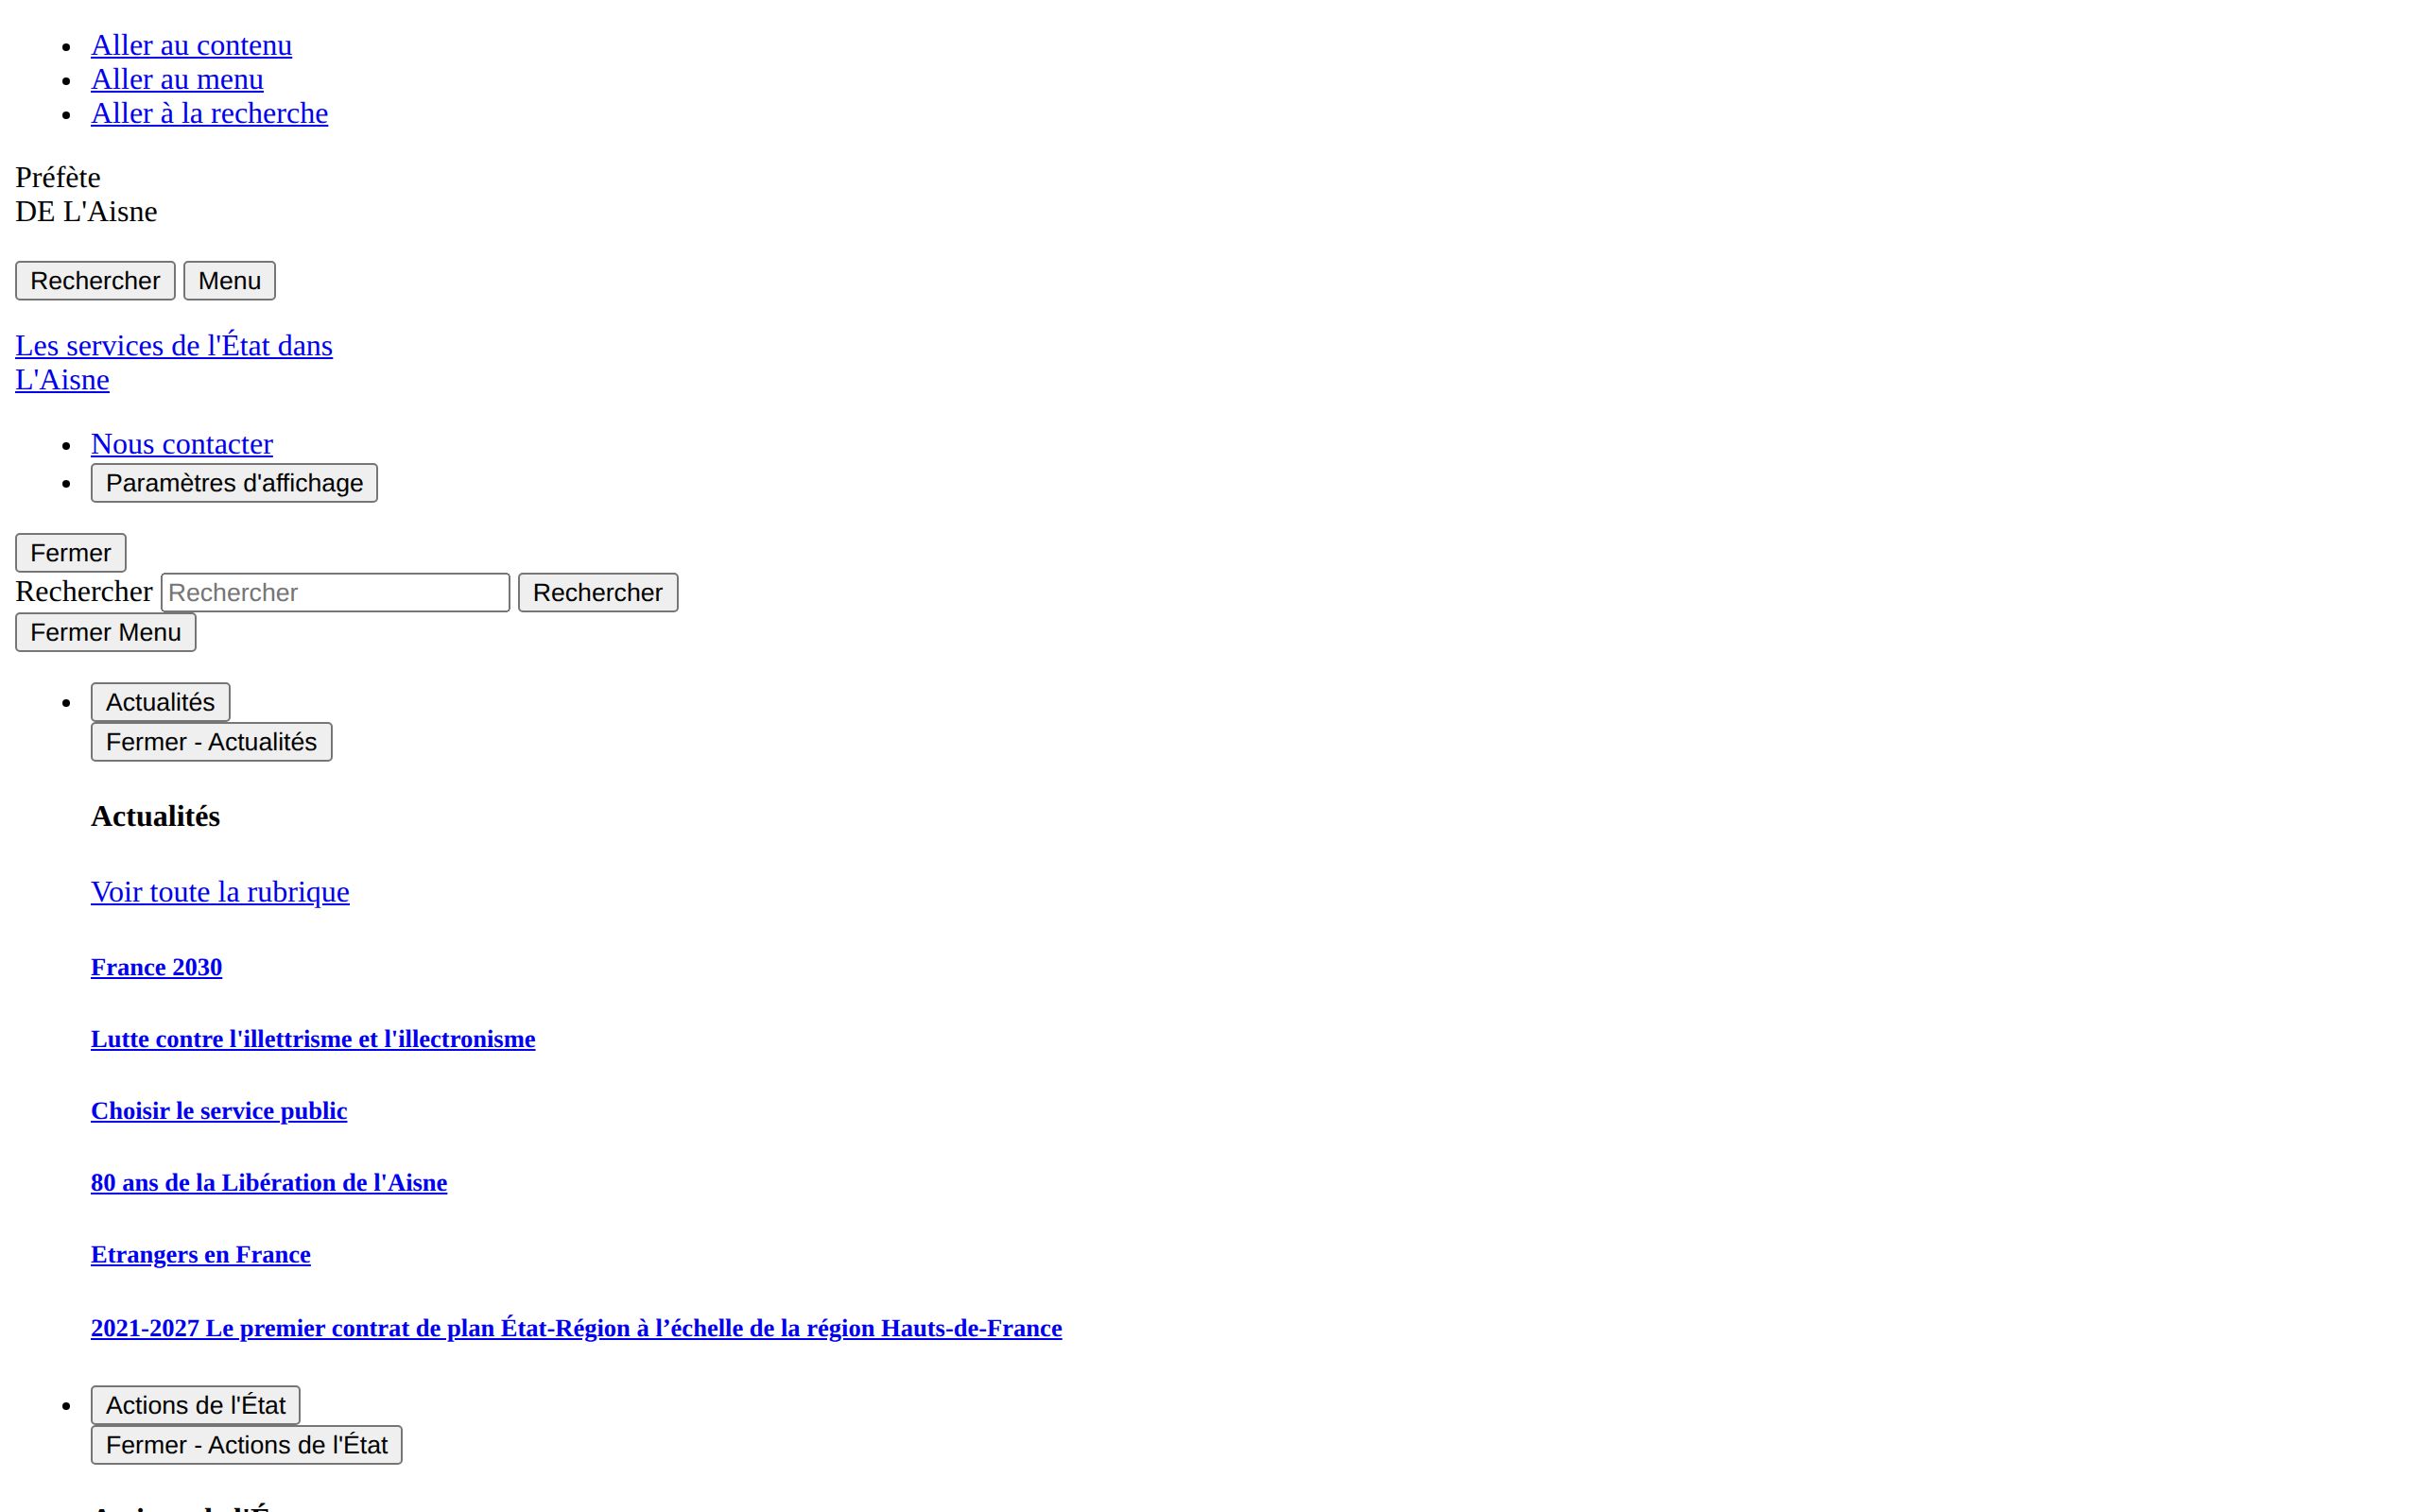 Aller au contenu
Aller au menu
Aller à la recherche
Préfète
DE L'Aisne
Rechercher Menu
Les services de l'État dans
L'Aisne
Nous contacter
Paramètres d'affichage
Fermer
Rechercher Rechercher Rechercher
Fermer Menu
Actualités
Fermer - Actualités
Actualités
Voir toute la rubrique
France 2030
Lutte contre l'illettrisme et l'illectronisme
Choisir le service public
80 ans de la Libération de l'Aisne
Etrangers en France
2021-2027 Le premier contrat de plan État-Région à l’échelle de la région Hauts-de-France
Actions de l'État
Fermer - Actions de l'État